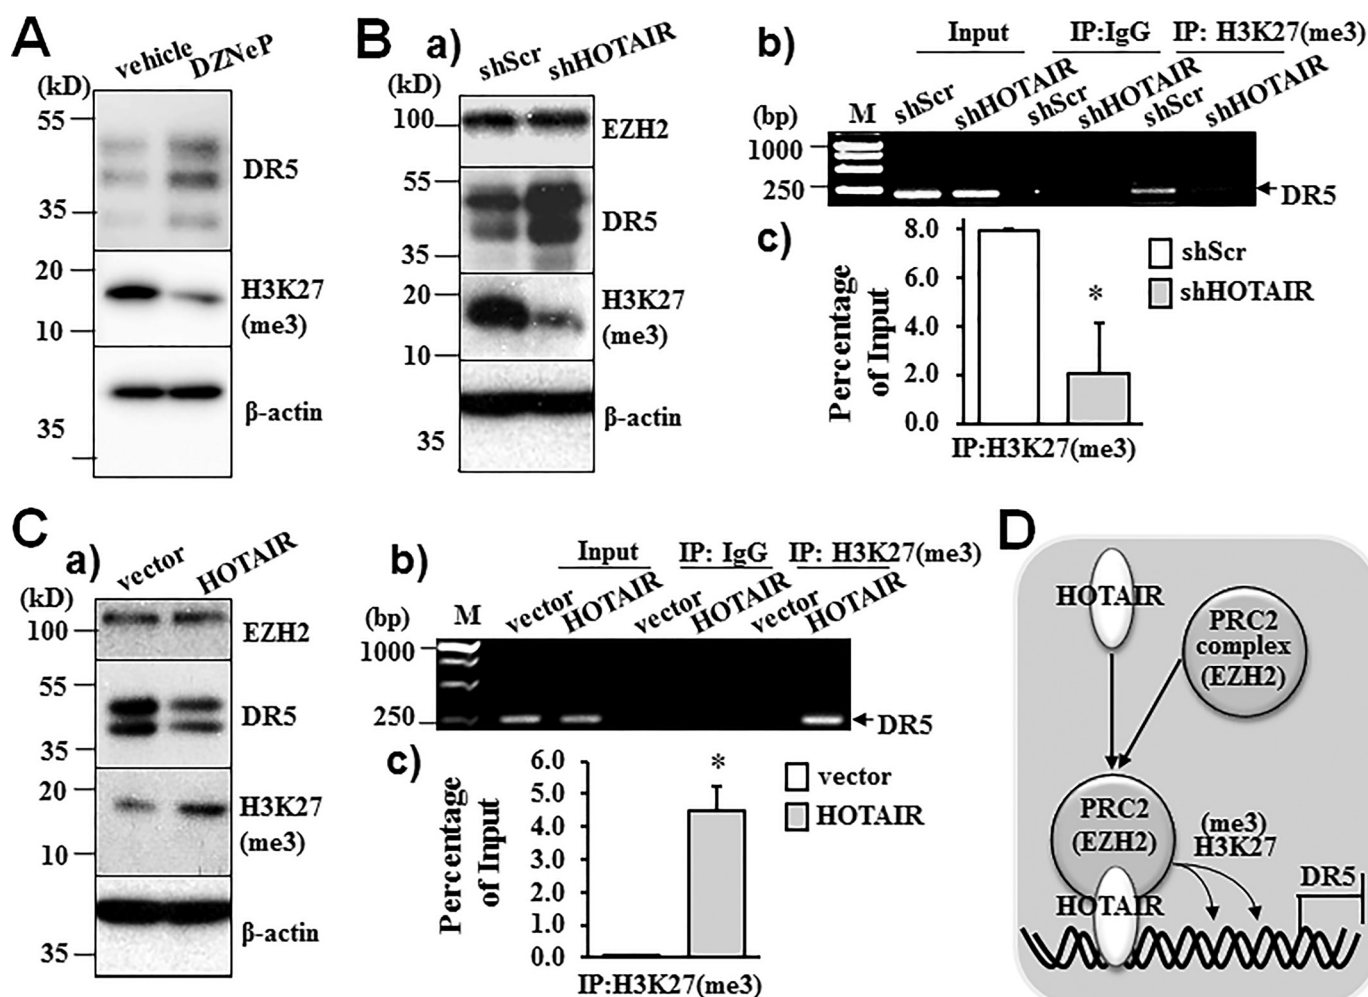 A
vehicle
DZNeP
(kD)
55
DR5
35
20
H3K27
(me3)
10
β-actin
35
B
a)
shScr
shHOTAIR
(kD)
100
EZH2
55
DR5
35
20
H3K27
(me3)
10
β-actin
35
b)
Input
IP:IgG
IP: H3K27(me3)
shScr
shHOTAIR
shScr
shHOTAIR
shScr
shHOTAIR
(bp)
M
1000
250
DR5
c)
8.0
6.0
4.0
2.0
0.0
Percentage
of Input
*
shScr
shHOTAIR
IP:H3K27(me3)
C
a)
vector
HOTAIR
(kD)
100
EZH2
55
DR5
35
20
H3K27
(me3)
10
β-actin
35
b)
Input
IP: IgG
IP: H3K27(me3)
vector
HOTAIR
vector
HOTAIR
vector
HOTAIR
(bp)
M
1000
250
DR5
c)
6.0
5.0
4.0
3.0
2.0
1.0
0.0
Percentage
of Input
*
vector
HOTAIR
IP:H3K27(me3)
D
HOTAIR
PRC2
complex
(EZH2)
PRC2
(EZH2)
(me3)
H3K27
DR5
HOTAIR